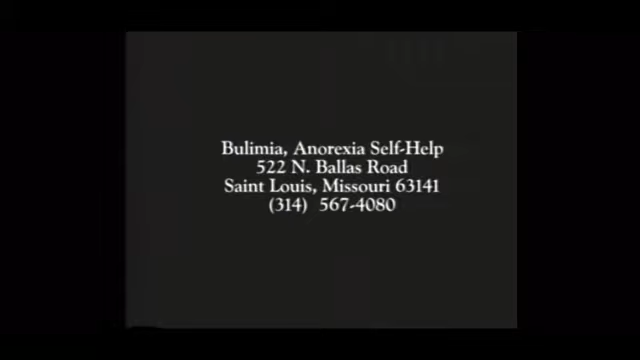 Bulimia, Anorexia Self-Help
522 N. Ballas Road
Saint Louis, Missouri 63141
(314) 567-4080